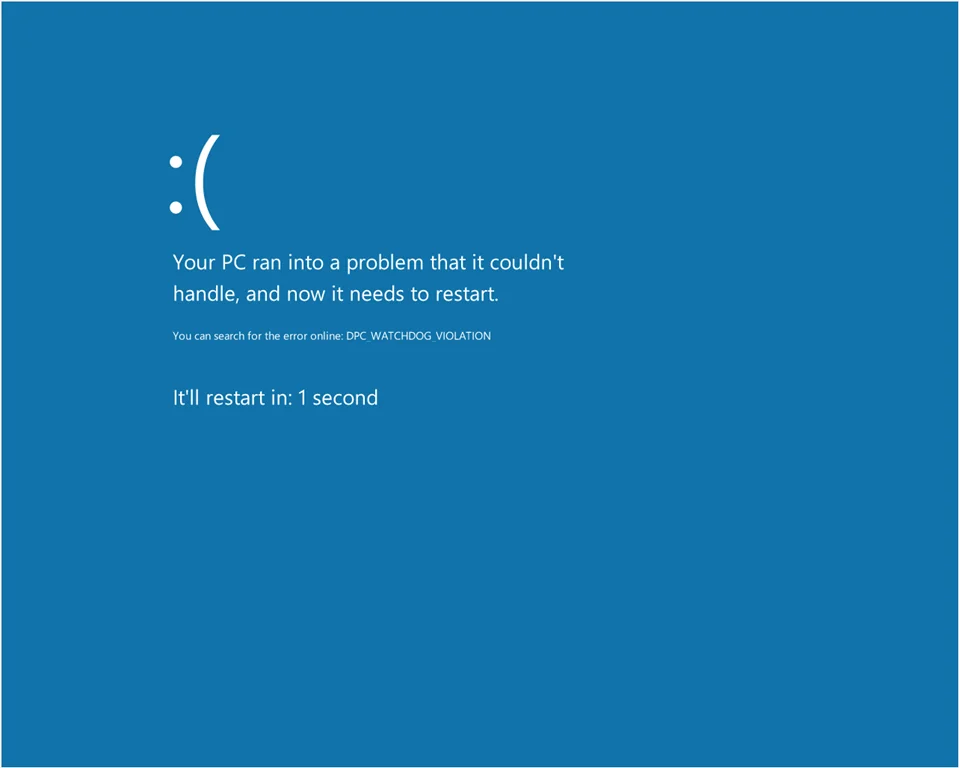 :(
Your PC ran into a problem that it couldn't
handle, and now it needs to restart.
You can search for the error online: DPC_WATCHDOG_VIOLATION
It'll restart in: 1 second